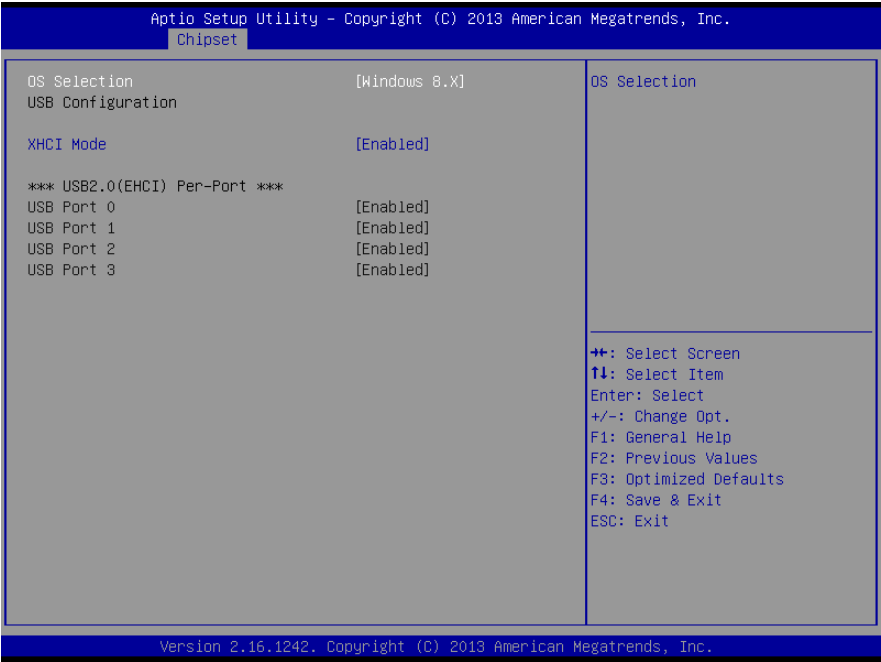 Aptio Setup Utility – Copyright (C) 2013 American Megatrends, Inc.
Chipset
OS Selection [Windows 8.X]
USB Configuration
XHCI Mode [Enabled]
*** USB2.0(EHCI) Per-Port ***
USB Port 0 [Enabled]
USB Port 1 [Enabled]
USB Port 2 [Enabled]
USB Port 3 [Enabled]
OS Selection
→←: Select Screen
↑↓: Select Item
Enter: Select
+/-: Change Opt.
F1: General Help
F2: Previous Values
F3: Optimized Defaults
F4: Save & Exit
ESC: Exit
Version 2.16.1242. Copyright (C) 2013 American Megatrends, Inc.